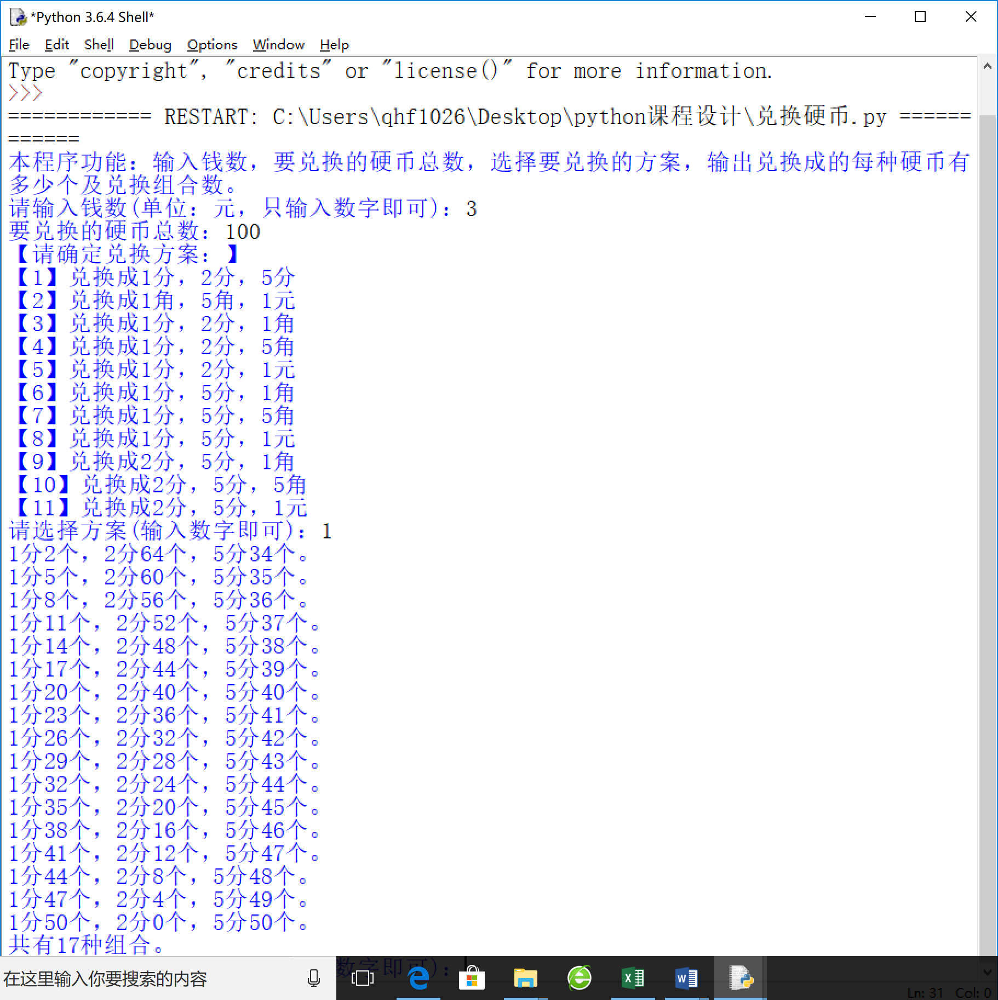 *Python 3.6.4 Shell*
File Edit Shell Debug Options Window Help
Type "copyright", "credits" or "license()" for more information.
>>>
============ RESTART: C:\Users\qhf1026\Desktop\python课程设计\兑换硬币.py ======
======
本程序功能：输入钱数，要兑换的硬币总数，选择要兑换的方案，输出兑换成的每种硬币有
多少个及兑换组合数。
请输入钱数(单位：元，只输入数字即可)：3
要兑换的硬币总数：100
【请确定兑换方案：】
【1】兑换成1分，2分，5分
【2】兑换成1角，5角，1元
【3】兑换成1分，2分，1角
【4】兑换成1分，2分，5角
【5】兑换成1分，2分，1元
【6】兑换成1分，5分，1角
【7】兑换成1分，5分，5角
【8】兑换成1分，5分，1元
【9】兑换成2分，5分，1角
【10】兑换成2分，5分，5角
【11】兑换成2分，5分，1元
请选择方案(输入数字即可)：1
1分2个，2分64个，5分34个。
1分5个，2分60个，5分35个。
1分8个，2分56个，5分36个。
1分11个，2分52个，5分37个。
1分14个，2分48个，5分38个。
1分17个，2分44个，5分39个。
1分20个，2分40个，5分40个。
1分23个，2分36个，5分41个。
1分26个，2分32个，5分42个。
1分29个，2分28个，5分43个。
1分32个，2分24个，5分44个。
1分35个，2分20个，5分45个。
1分38个，2分16个，5分46个。
1分41个，2分12个，5分47个。
1分44个，2分8个，5分48个。
1分47个，2分4个，5分49个。
1分50个，2分0个，5分50个。
共有17种组合。
数字即可)：
在这里输入你要搜索的内容
Ln: 31 Col: 0